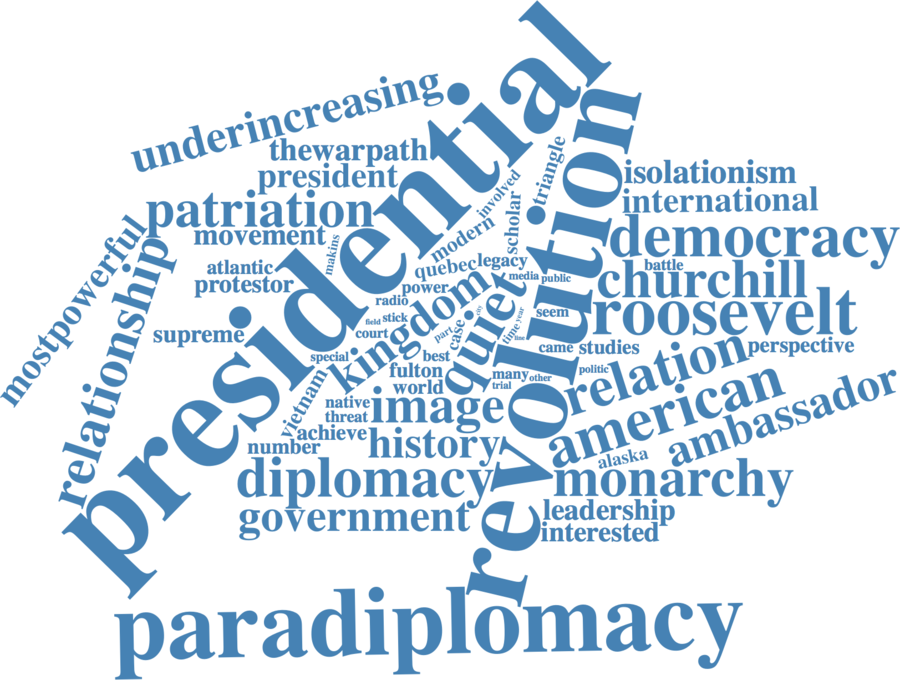 presidential
underincreasing
revolution
thewarpath
president
patriation
movement
makins
involved
triangle
scholar
modern
isolationism
international
democracy
battle
churchill
roosevelt
mostpowerful
relationship
atlantic
protestor
supreme
quebec
legacy
media
public
power
radio
stick
field
court
kingdom
part
case
city
quiet
time
year
line
seem
came
studies
perspective
special
best
fulton
world
many
other
trial
politic
relation
vietnam
native
threat
image
achieve
number
history
american
ambassador
alaska
diplomacy
monarchy
government
leadership
interested
paradiplomacy